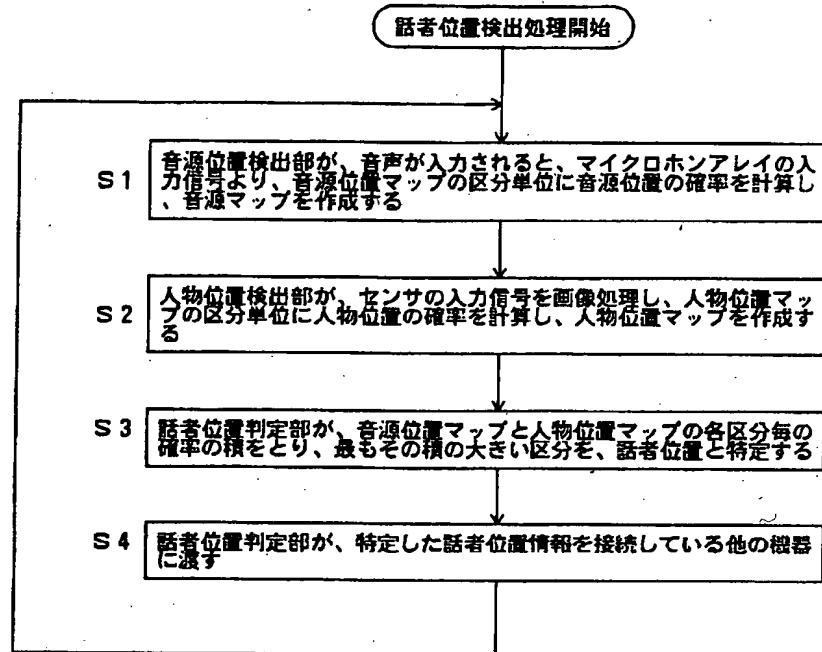 話者位置検出処理開始
S1
音源位置検出部が、音声が入力されると、マイクロホンアレイの入
力信号より、音源位置マップの区分単位に音源位置の確率を計算し
、音源マップを作成する
S2
人物位置検出部が、センサの入力信号を画像処理し、人物位置マッ
プの区分単位に人物位置の確率を計算し、人物位置マップを作成す
る
S3
話者位置判定部が、音源位置マップと人物位置マップの各区分毎の
確率の積をとり、最もその積の大きい区分を、話者位置と特定する
S4
話者位置判定部が、特定した話者位置情報を接続している他の機器
に渡す